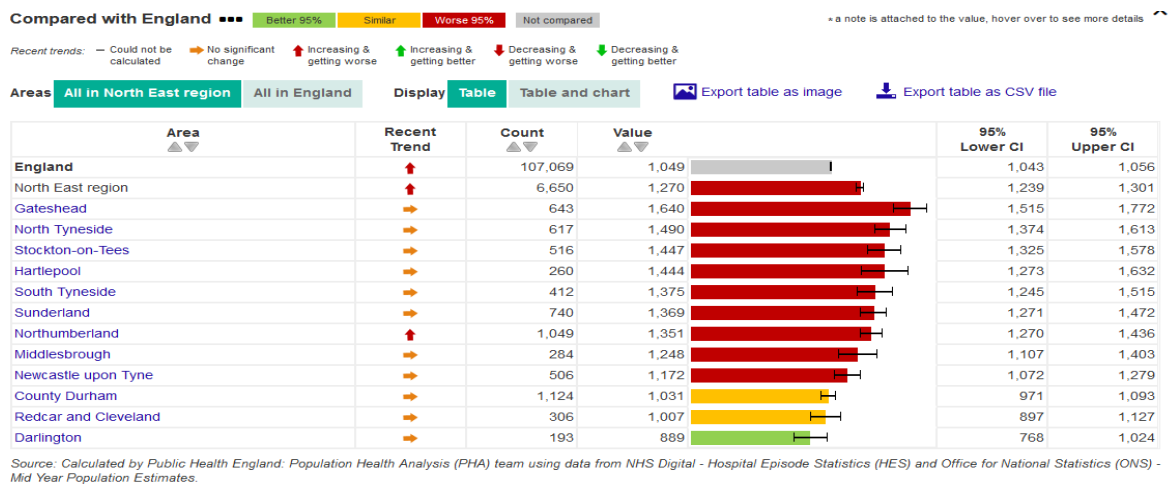 Compared with England Better 95% Similar Worse 95% Not compared * a note is attached to the value, hover over to see more details
Recent trends: – Could not be calculated No significant change Increasing & getting worse Increasing & getting better Decreasing & getting worse Decreasing & getting better
Areas All in North East region All in England Display Table Table and chart Export table as image Export table as CSV file
Area Recent Trend Count Value 95% Lower CI 95% Upper CI
England 107,069 1,049 1,043 1,056
North East region 6,650 1,270 1,239 1,301
Gateshead 643 1,640 1,515 1,772
North Tyneside 617 1,490 1,374 1,613
Stockton-on-Tees 516 1,447 1,325 1,578
Hartlepool 260 1,444 1,273 1,632
South Tyneside 412 1,375 1,245 1,515
Sunderland 740 1,369 1,271 1,472
Northumberland 1,049 1,351 1,270 1,436
Middlesbrough 284 1,248 1,107 1,403
Newcastle upon Tyne 506 1,172 1,072 1,279
County Durham 1,124 1,031 971 1,093
Redcar and Cleveland 306 1,007 897 1,127
Darlington 193 889 768 1,024
Source: Calculated by Public Health England: Population Health Analysis (PHA) team using data from NHS Digital - Hospital Episode Statistics (HES) and Office for National Statistics (ONS) -
Mid Year Population Estimates.